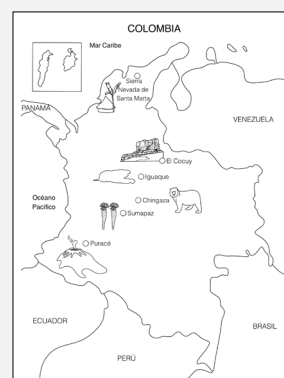 COLOMBIA
Mar Caribe
Sierra
Nevada de
Santa Marta
PANAMÁ
VENEZUELA
El Cocuy
Iguaque
Chingaza
Océano
Pacífico
Sumapaz
Puracé
ECUADOR
BRASIL
PERÚ